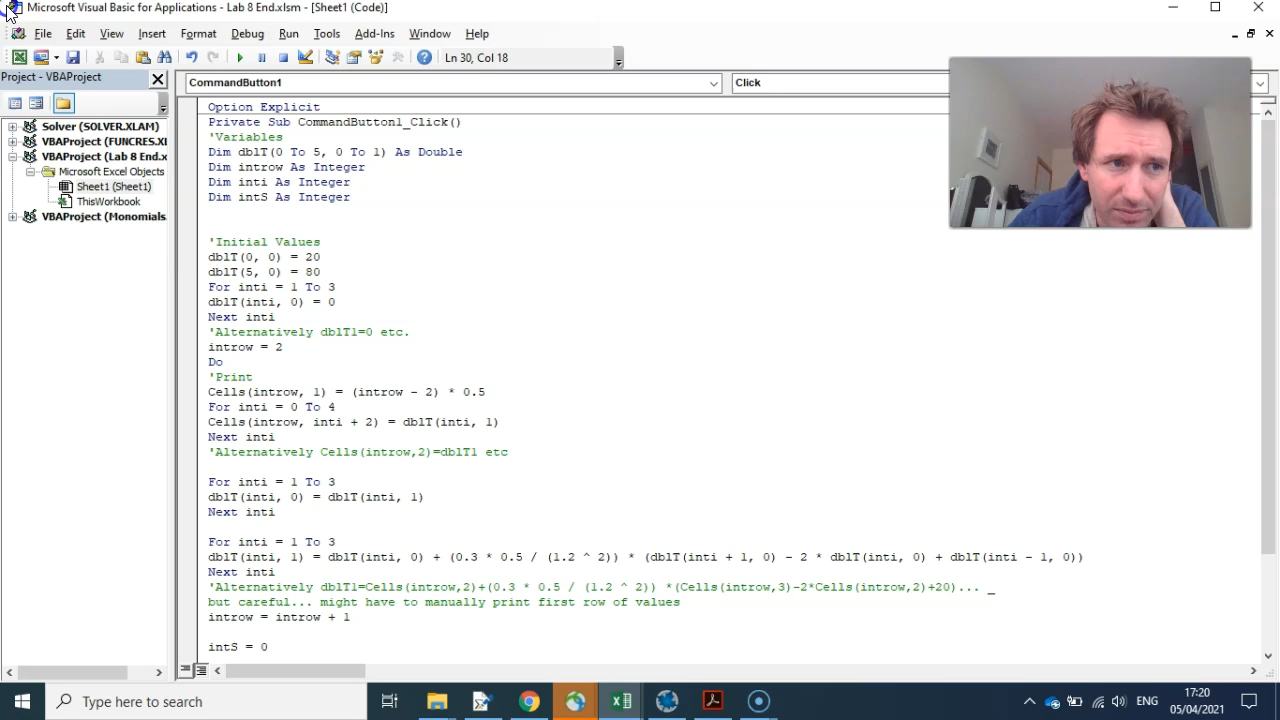 Microsoft Visual Basic for Applications - Lab 8 End.xlsm - [Sheet1 (Code)]
File Edit View Insert Format Debug Run Tools Add-Ins Window Help
Ln 30, Col 18
Project - VBAProject
CommandButton1
Click
Solver (SOLVER.XLAM)
VBAProject (FUNCRES.XL
VBAProject (Lab 8 End.x
Microsoft Excel Objects
Sheet1 (Sheet1)
ThisWorkbook
VBAProject (Monomials.
Option Explicit
Private Sub CommandButton1_Click()
'Variables
Dim dblT(0 To 5, 0 To 1) As Double
Dim introw As Integer
Dim inti As Integer
Dim intS As Integer
'Initial Values
dblT(0, 0) = 20
dblT(5, 0) = 80
For inti = 1 To 3
dblT(inti, 0) = 0
Next inti
'Alternatively dblT1=0 etc.
introw = 2
Do
'Print
Cells(introw, 1) = (introw - 2) * 0.5
For inti = 0 To 4
Cells(introw, inti + 2) = dblT(inti, 1)
Next inti
'Alternatively Cells(introw,2)=dblT1 etc
For inti = 1 To 3
dblT(inti, 0) = dblT(inti, 1)
Next inti
For inti = 1 To 3
dblT(inti, 1) = dblT(inti, 0) + (0.3 * 0.5 / (1.2 ^ 2)) * (dblT(inti + 1, 0) - 2 * dblT(inti, 0) + dblT(inti - 1, 0))
Next inti
'Alternatively dblT1=Cells(introw,2)+(0.3 * 0.5 / (1.2 ^ 2)) *(Cells(introw,3)-2*Cells(introw,2)+20)... _
but careful... might have to manually print first row of values
introw = introw + 1
intS = 0
Type here to search
ENG
17:20
05/04/2021